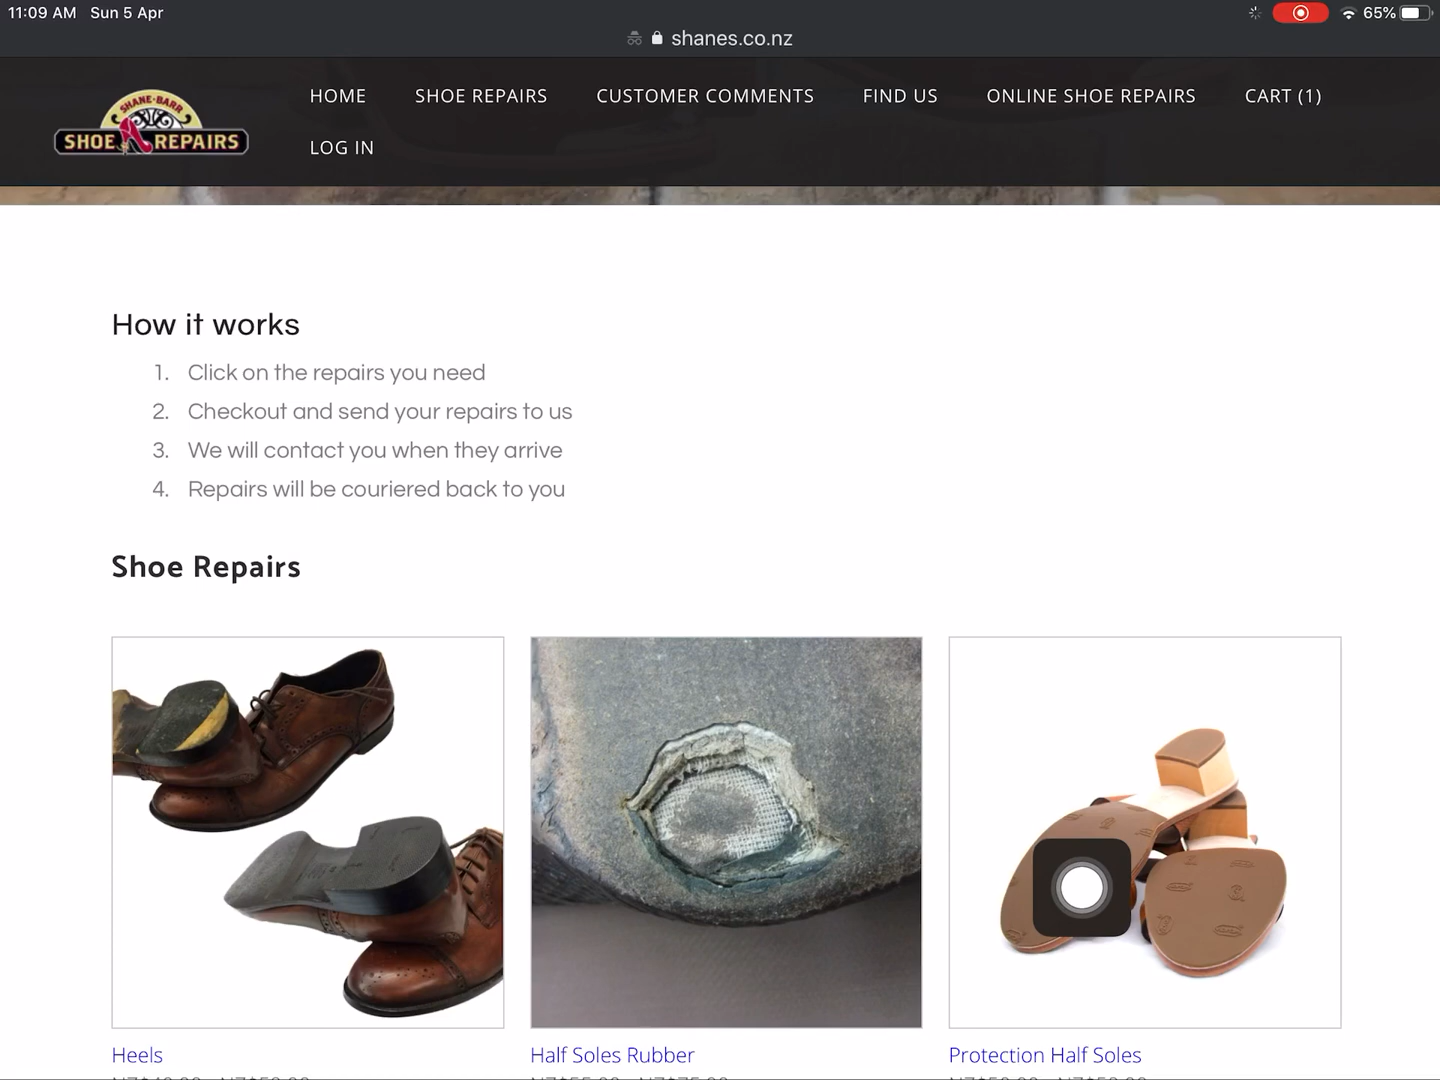 11:09 AM Sun 5 Apr
65%
shanes.co.nz
SHANE-BARR
SHOE REPAIRS
HOME SHOE REPAIRS CUSTOMER COMMENTS FIND US ONLINE SHOE REPAIRS CART (1)
LOG IN
How it works
1. Click on the repairs you need
2. Checkout and send your repairs to us
3. We will contact you when they arrive
4. Repairs will be couriered back to you
Shoe Repairs
Heels
Half Soles Rubber
Protection Half Soles